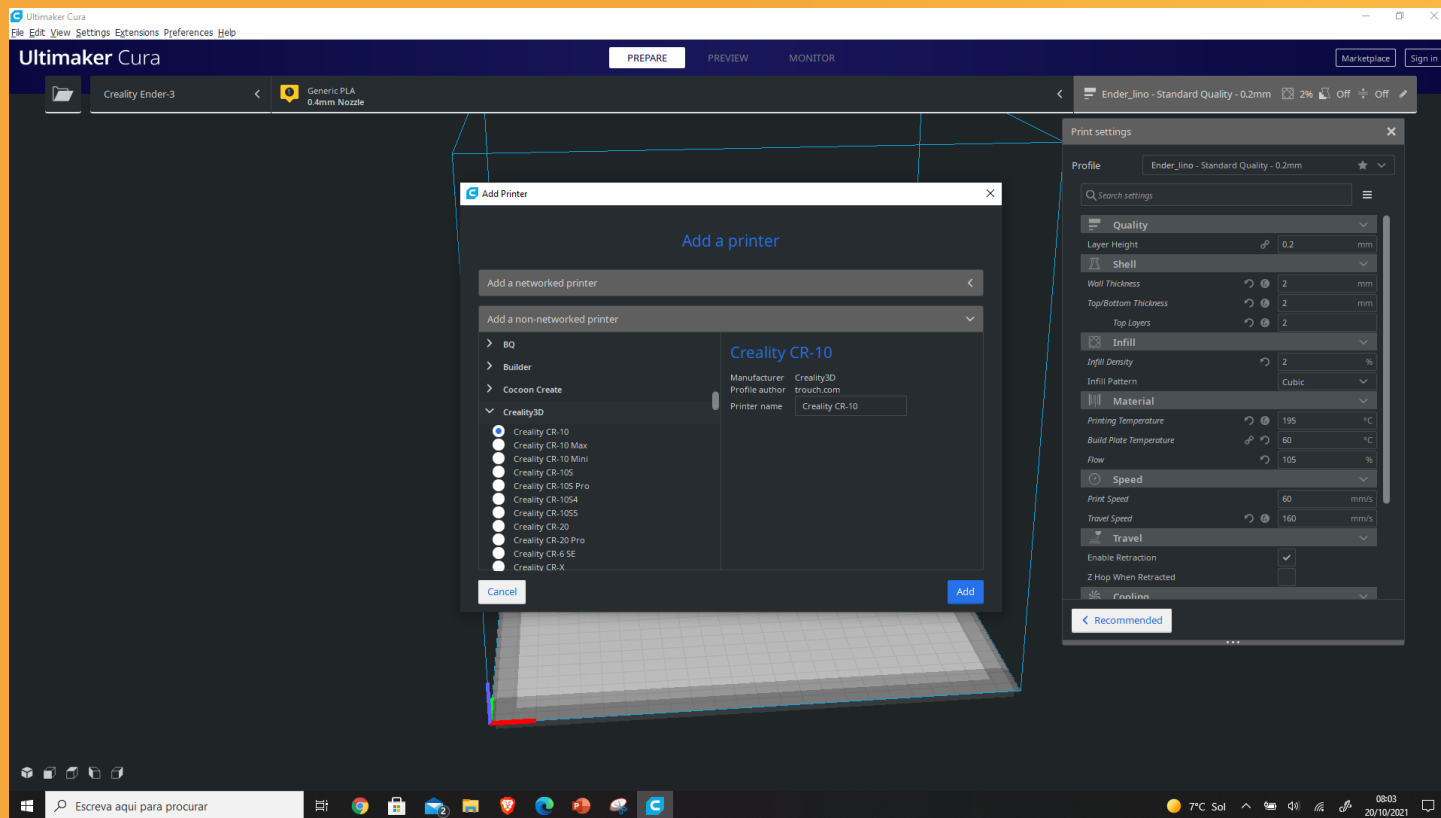 Ultimaker Cura
File Edit View Settings Extensions Preferences Help
Ultimaker Cura
PREPARE PREVIEW MONITOR
Marketplace Sign in
Creality Ender-3
Generic PLA
0.4mm Nozzle
Ender_lino - Standard Quality - 0.2mm 2% Off Off
Print settings
Profile Ender_lino - Standard Quality - 0.2mm
Search settings
Quality
Layer Height 0.2 mm
Shell
Wall Thickness 2 mm
Top/Bottom Thickness 2 mm
Top Layers 2
Infill
Infill Density 2 %
Infill Pattern Cubic
Material
Printing Temperature 195 °C
Build Plate Temperature 60 °C
Flow 105 %
Speed
Print Speed 60 mm/s
Travel Speed 160 mm/s
Travel
Enable Retraction
Z Hop When Retracted
Cooling
Recommended
Add Printer
Add a printer
Add a networked printer
Add a non-networked printer
BQ
Builder
Cocoon Create
Creality3D
Creality CR-10
Creality CR-10 Max
Creality CR-10 Mini
Creality CR-10S
Creality CR-10S Pro
Creality CR-10S4
Creality CR-10S5
Creality CR-20
Creality CR-20 Pro
Creality CR-6 SE
Creality CR-X
Creality CR-10
Manufacturer Creality3D
Profile author trouch.com
Printer name Creality CR-10
Cancel Add
Escreva aqui para procurar
2
7°C Sol
08:03
20/10/2021